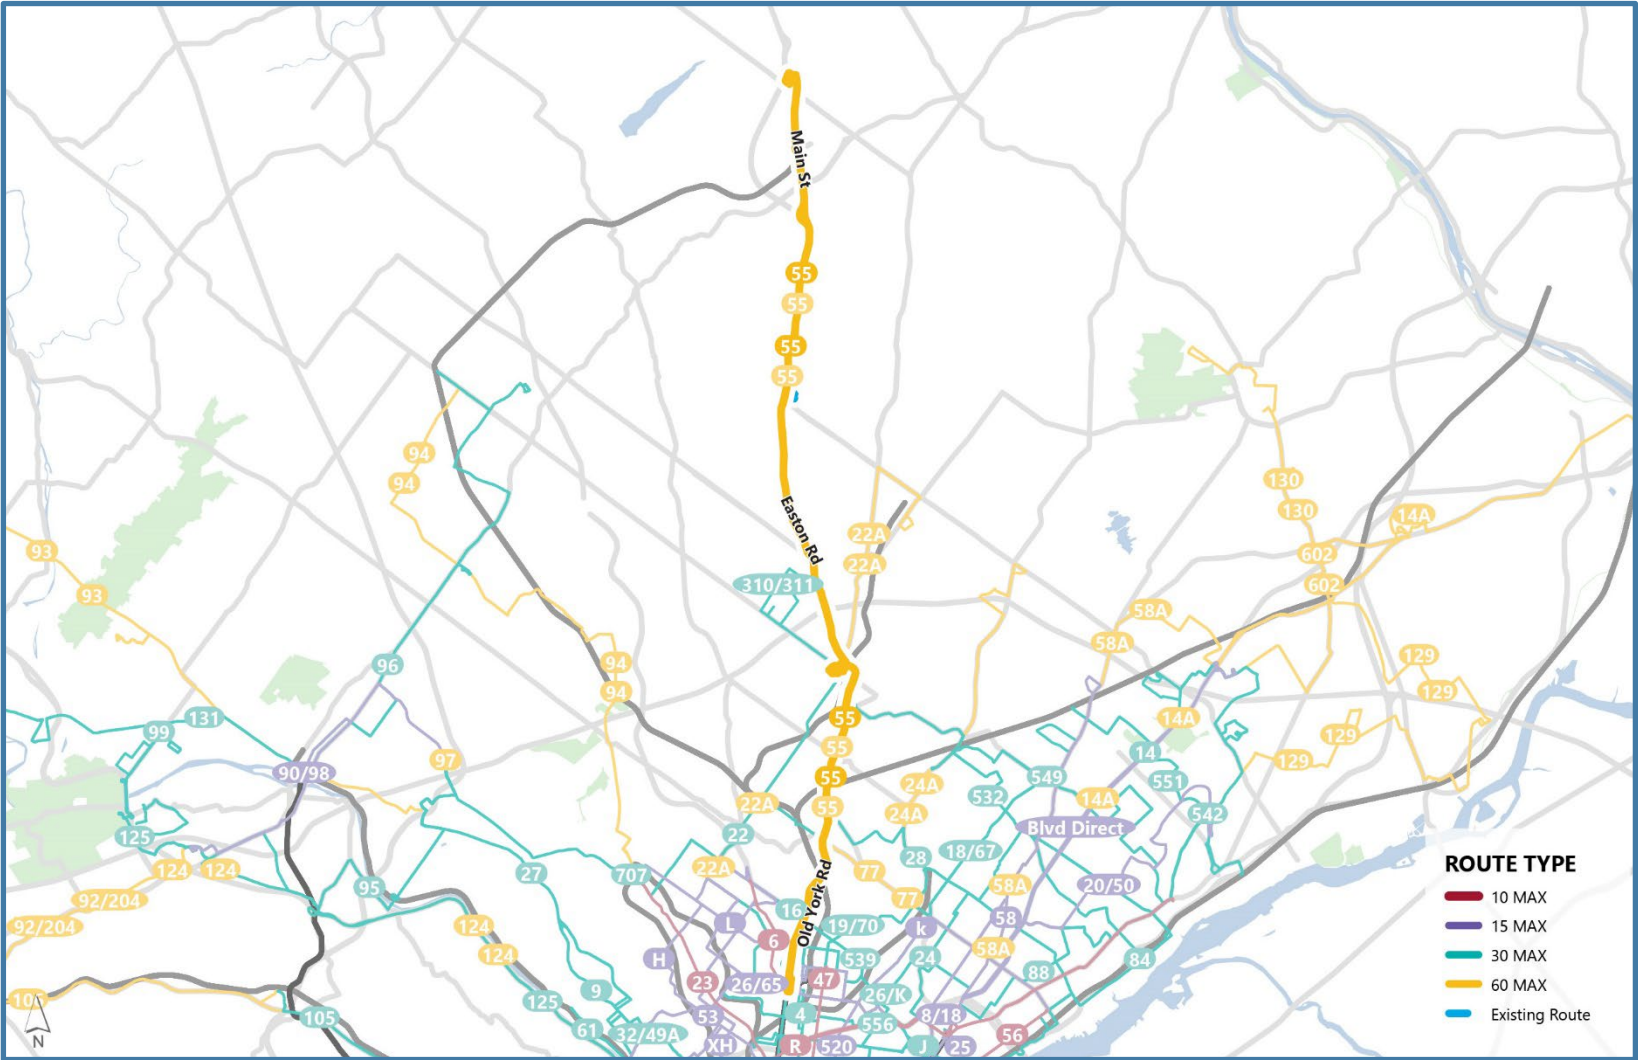 Main St
55
55
55
55
94
94
Easton Rd
22A
22A
130
130
14A
602
602
93
93
310/311
58A
58A
96
94
94
129
129
131
99
55
14A
129
129
55
14
97
90/98
55
549
551
24A
532
14A
542
22A
55
24A
125
22
Blvd Direct
28
18/67
ROUTE TYPE
124
124
22A
77
27
707
95
58A
20/50
77
10 MAX
92/204
16
Old York Rd
L
58
15 MAX
92/204
124
19/70
k
6
58A
30 MAX
124
H
539
24
88
84
23
26/65
47
60 MAX
9
26/K
125
105
53
4
556
8/18
Existing Route
61
32/49A
56
XH
R
520
J
25
N